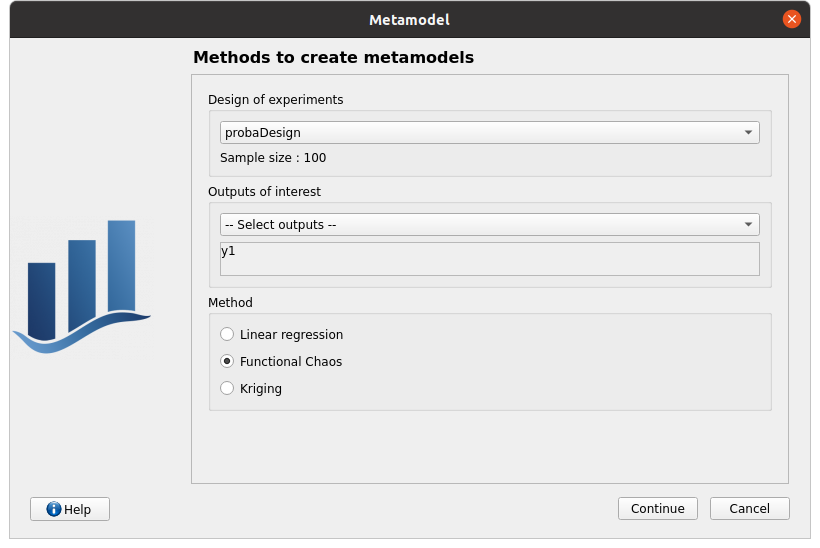 Metamodel
Methods to create metamodels
Design of experiments
probaDesign
Sample size : 100
Outputs of interest
-- Select outputs --
y1
Method
Linear regression
Functional Chaos
Kriging
Help
Continue
Cancel